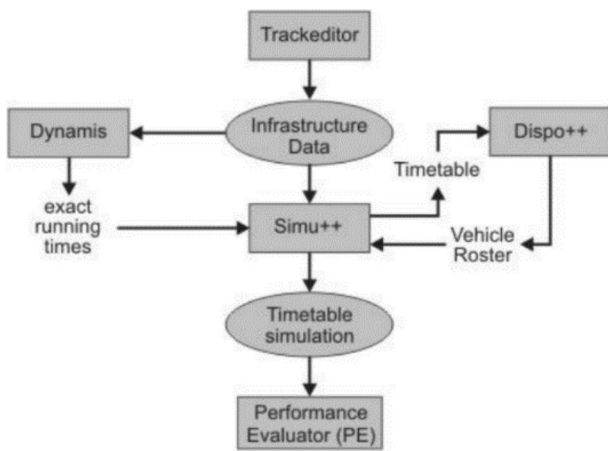 Trackeditor
Dynamis
Infrastructure
Data
Dispo++
Timetable
exact
running
times
Simu++
Vehicle
Roster
Timetable
simulation
Performance
Evaluator (PE)